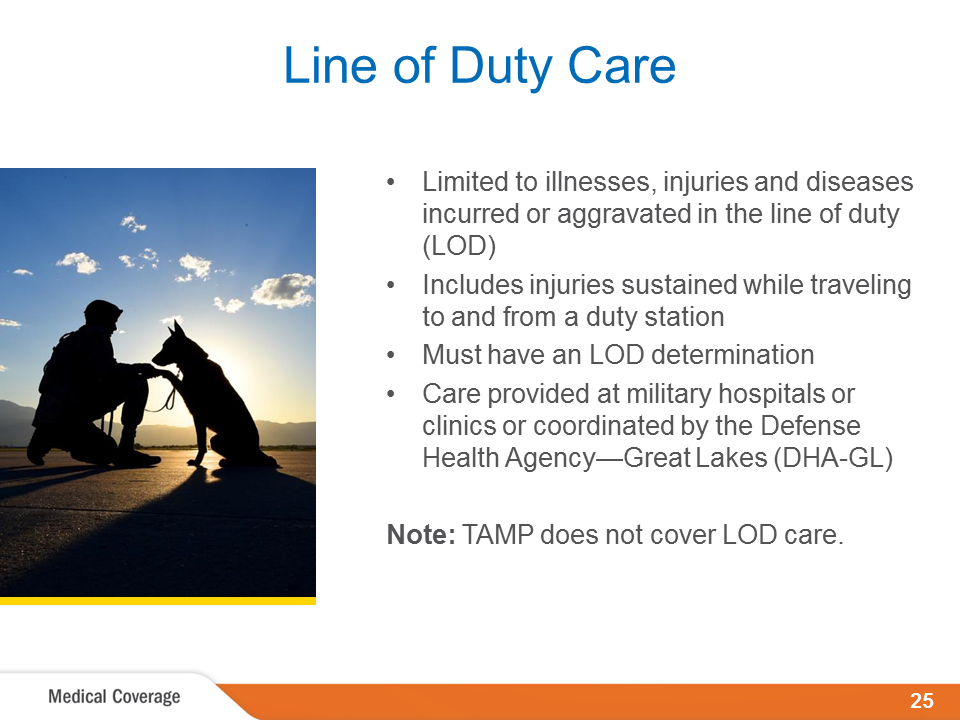 Line of Duty Care
• Limited to illnesses, injuries and diseases
incurred or aggravated in the line of duty
(LOD)
• Includes injuries sustained while traveling
to and from a duty station
• Must have an LOD determination
• Care provided at military hospitals or
clinics or coordinated by the Defense
Health Agency—Great Lakes (DHA-GL)
Note: TAMP does not cover LOD care.
Medical Coverage
25